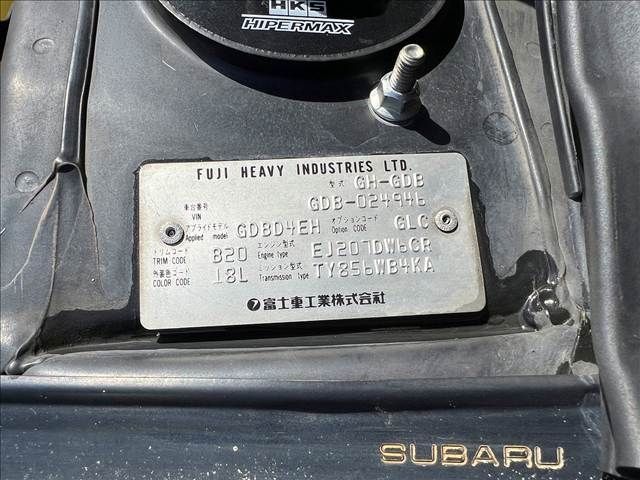 HKS
HIPERMAX
FUJI HEAVY INDUSTRIES LTD.
型式 GH-GDB
車台番号 VIN GDB-024946
アプライドモデル Applied model GDBD4EH オプションコード Option code GLC
トリムコード TRIM CODE B20 エンジン型式 Engine type EJ207DW6CR
外装色コード COLOR CODE 18L ミッション型式 Transmission type TY856WB4KA
富士重工業株式会社
SUBARU